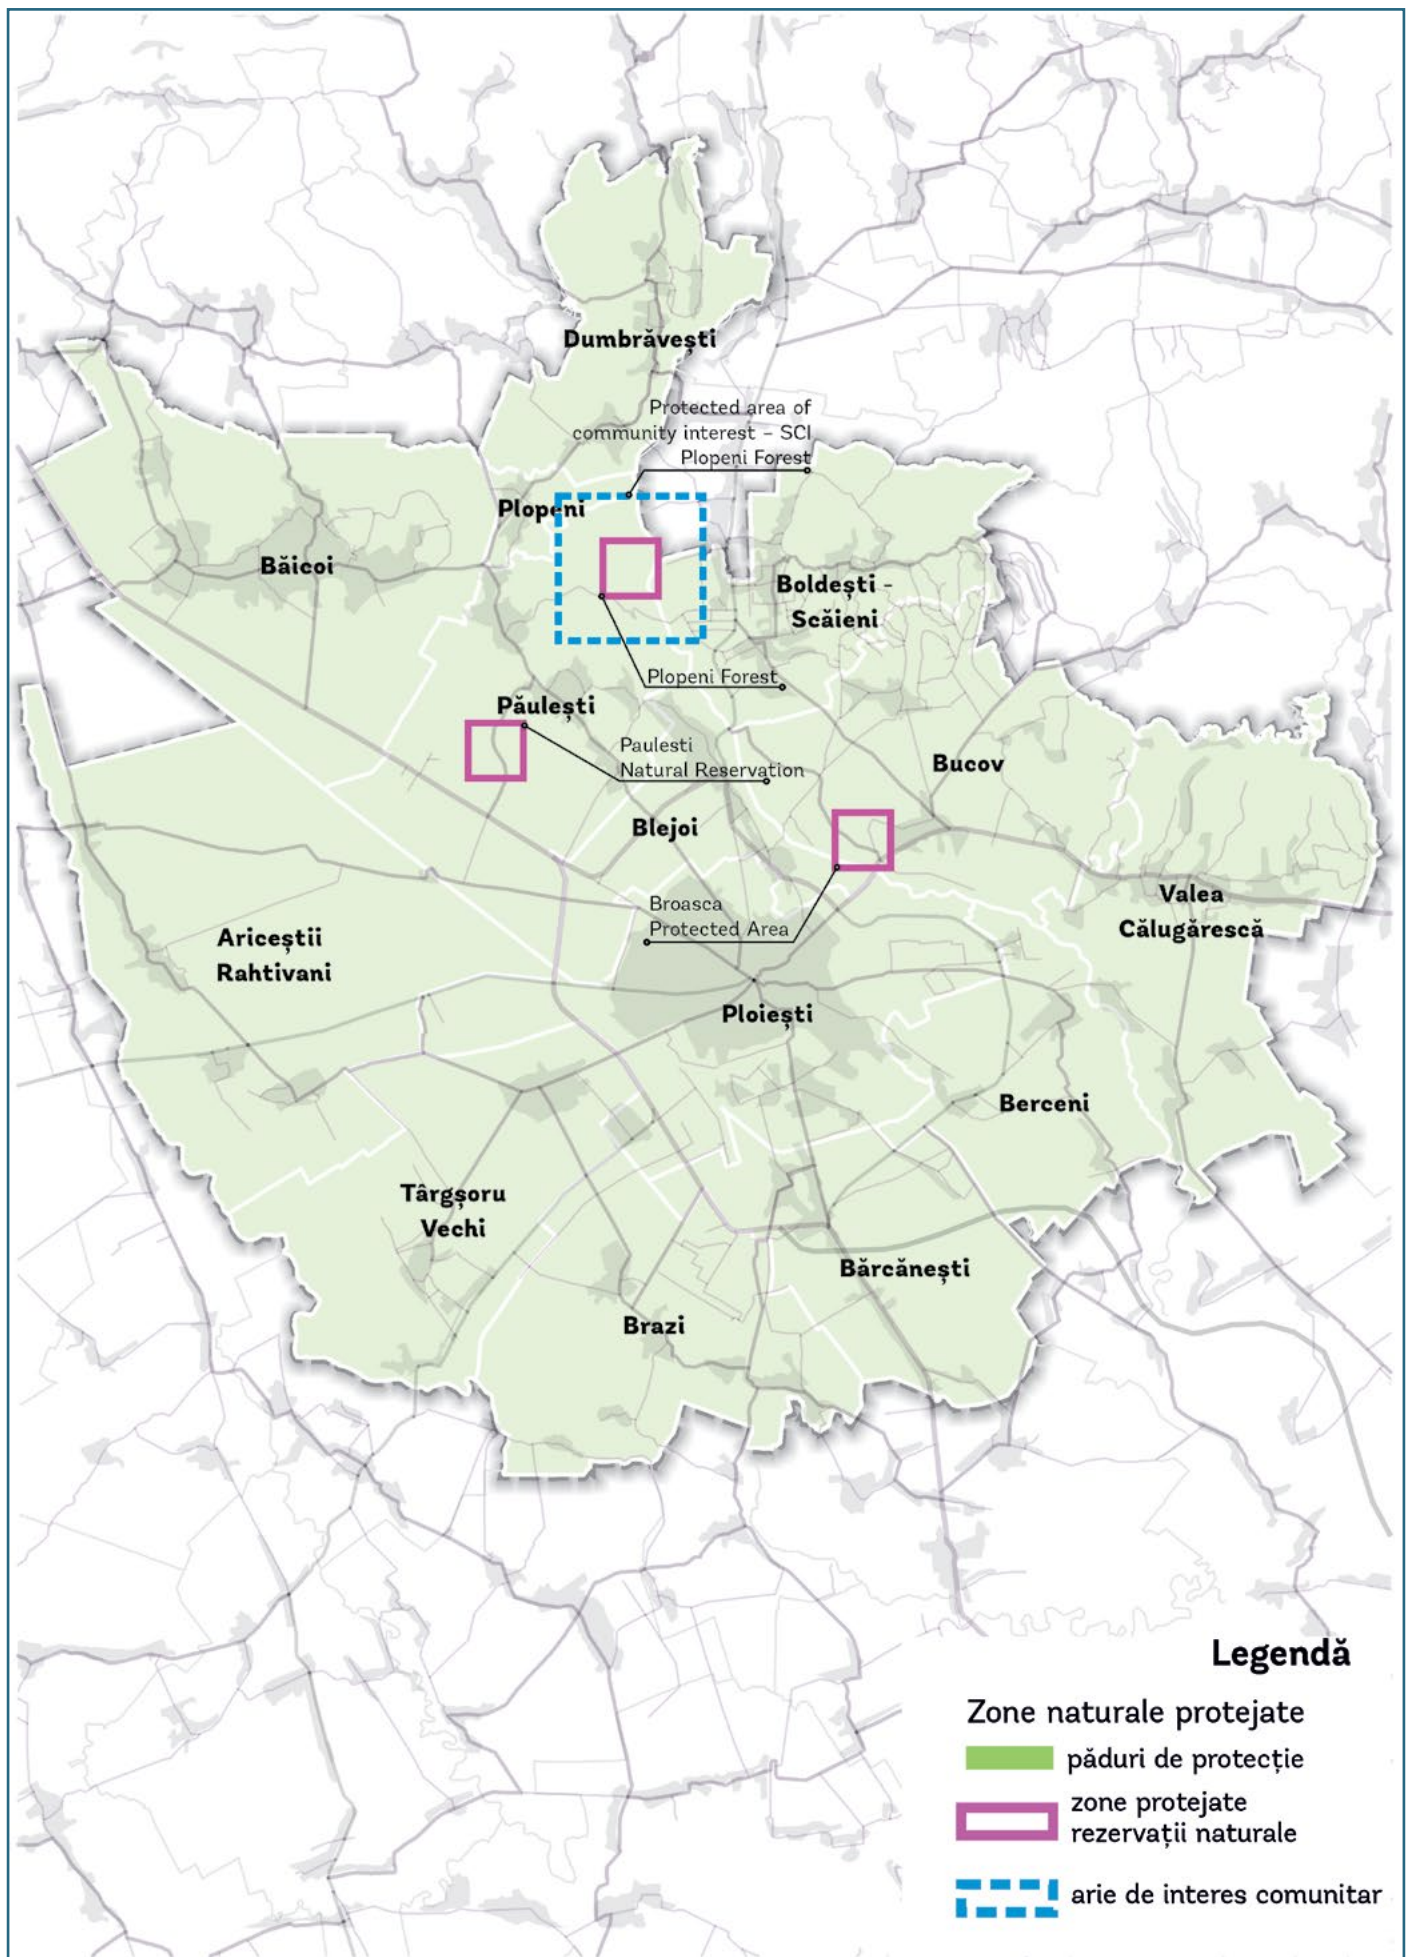 Dumbrăvești
Protected area of
community interest – SCI
Plopeni Forest
Plopeni
Băicoi
Boldești -
Scăieni
Plopeni Forest
Păulești
Paulesti
Natural Reservation
Bucov
Blejoi
Valea
Călugărescă
Broasca
Protected Area
Ariceștii
Rahtivani
Ploiești
Berceni
Târgșoru
Vechi
Bărcănești
Brazi
Legendă
Zone naturale protejate
păduri de protecție
zone protejate
rezervații naturale
arie de interes comunitar